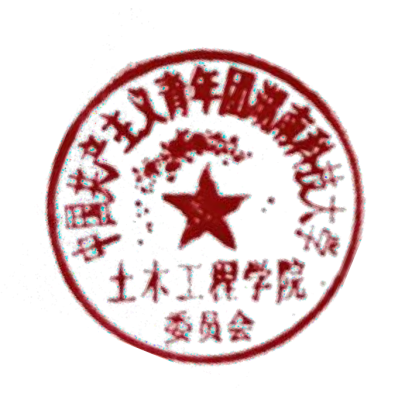 中国共产主义青年团湖南科技大学
土木工程学院
委员会